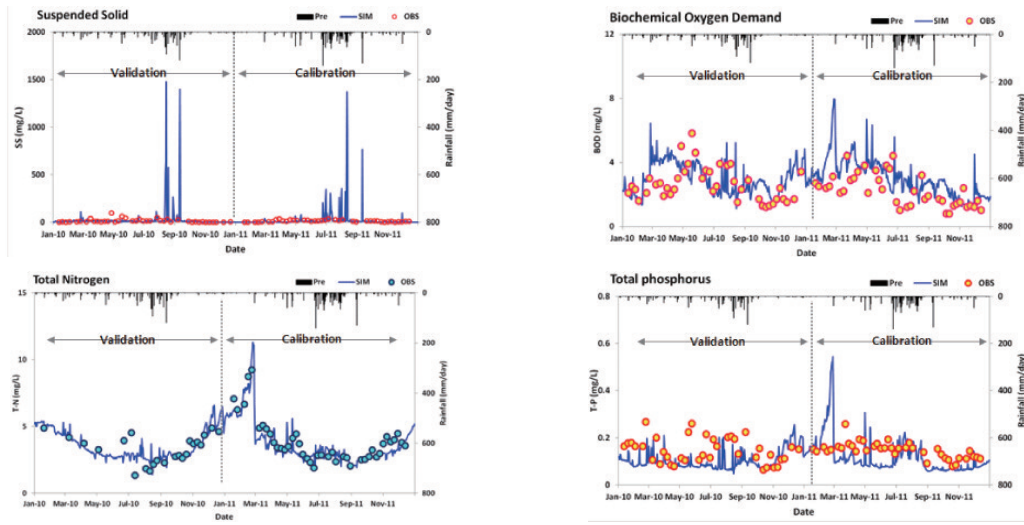 Suspended Solid
Pre SIM OBS
2000
1500
1000
500
0
SS (mg/L)
0
200
400
600
800
Rainfall (mm/day)
Validation
Calibration
Jan-10 Mar-10 May-10 Jul-10 Sep-10 Nov-10 Jan-11 Mar-11 May-11 Jul-11 Sep-11 Nov-11
Date
Biochemical Oxygen Demand
Pre SIM OBS
12
8
4
0
BOD (mg/L)
0
200
400
600
800
Rainfall (mm/day)
Validation
Calibration
Jan-10 Mar-10 May-10 Jul-10 Sep-10 Nov-10 Jan-11 Mar-11 May-11 Jul-11 Sep-11 Nov-11
Date
Total Nitrogen
Pre SIM OBS
15
10
5
0
T-N (mg/L)
0
200
400
600
800
Rainfall (mm/day)
Validation
Calibration
Jan-10 Mar-10 May-10 Jul-10 Sep-10 Nov-10 Jan-11 Mar-11 May-11 Jul-11 Sep-11 Nov-11
Date
Total phosphorus
Pre SIM OBS
0.8
0.6
0.4
0.2
0
T-P (mg/L)
0
200
400
600
800
Rainfall (mm/day)
Validation
Calibration
Jan-10 Mar-10 May-10 Jul-10 Sep-10 Nov-10 Jan-11 Mar-11 May-11 Jul-11 Sep-11 Nov-11
Date